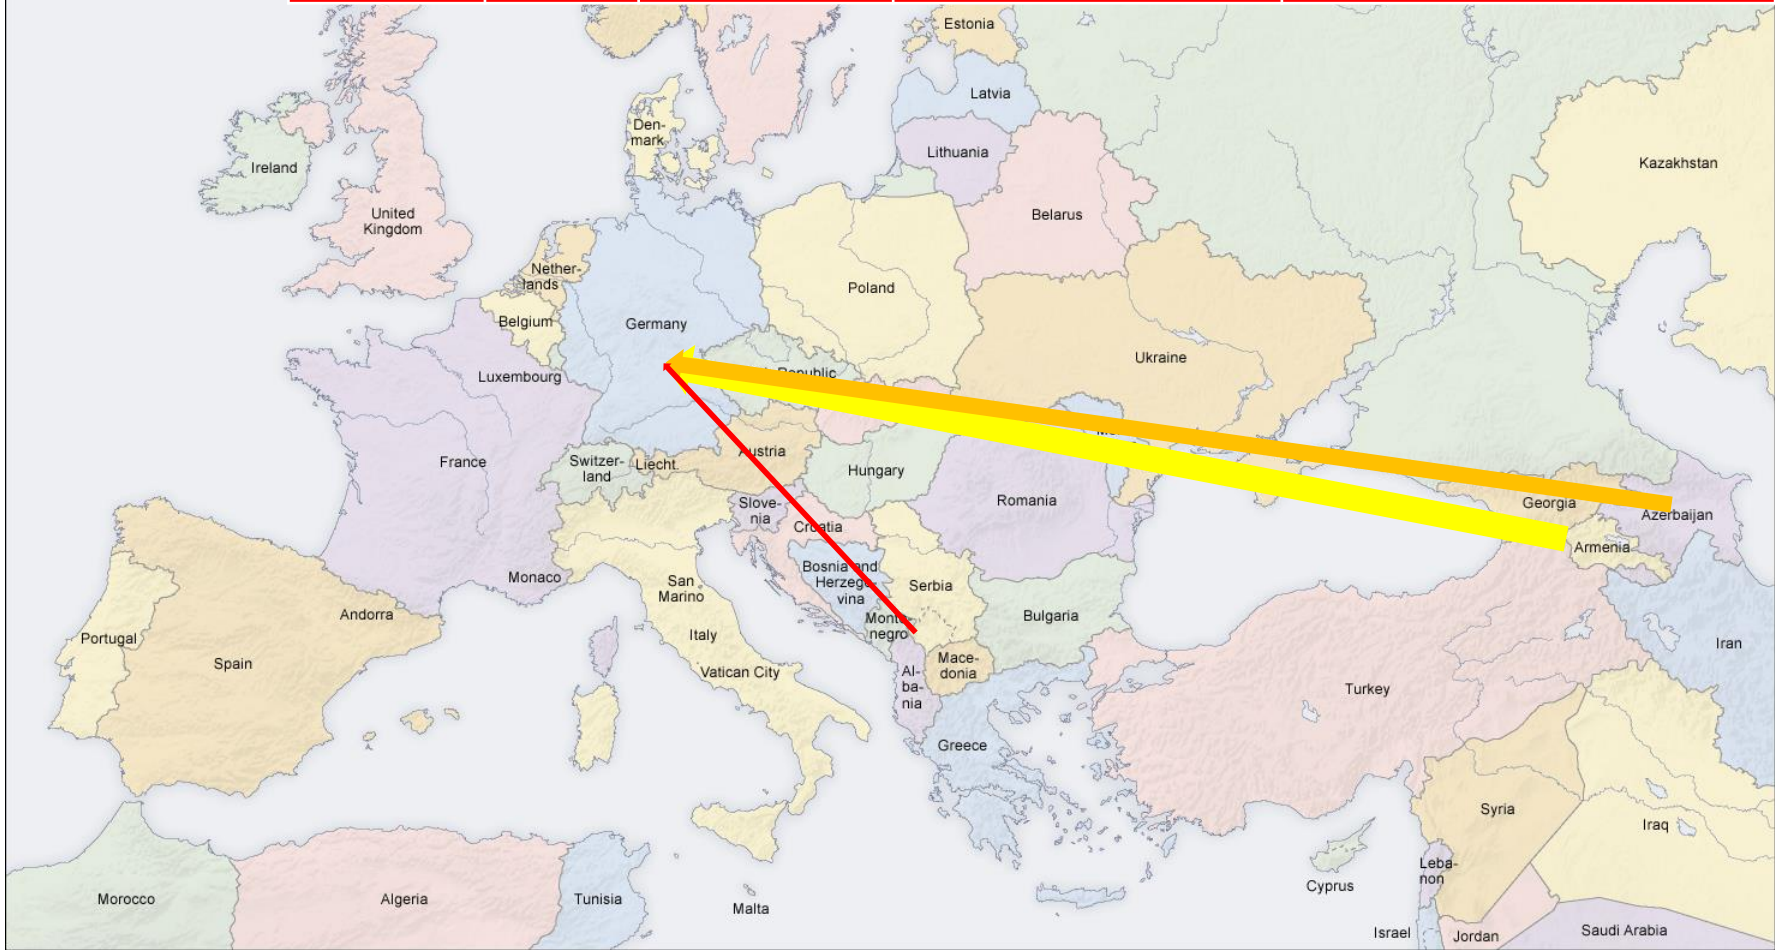 Estonia
Latvia
Den-
mark
Lithuania
Kazakhstan
Ireland
United
Kingdom
Belarus
Nether-
lands
Poland
Belgium
Germany
Ukraine
Republic
Luxembourg
Austria
France
Switzer-
land
Liecht.
Hungary
Romania
Slove-
nia
Georgia
Azerbaijan
Croatia
Armenia
Bosnia and
Herzego-
vina
Monaco
San
Marino
Serbia
Andorra
Monte-
negro
Bulgaria
Portugal
Italy
Iran
Spain
Vatican City
Mace-
donia
Al-
ba-
nia
Turkey
Greece
Syria
Iraq
Leba-
non
Cyprus
Morocco
Algeria
Tunisia
Malta
Israel
Jordan
Saudi Arabia